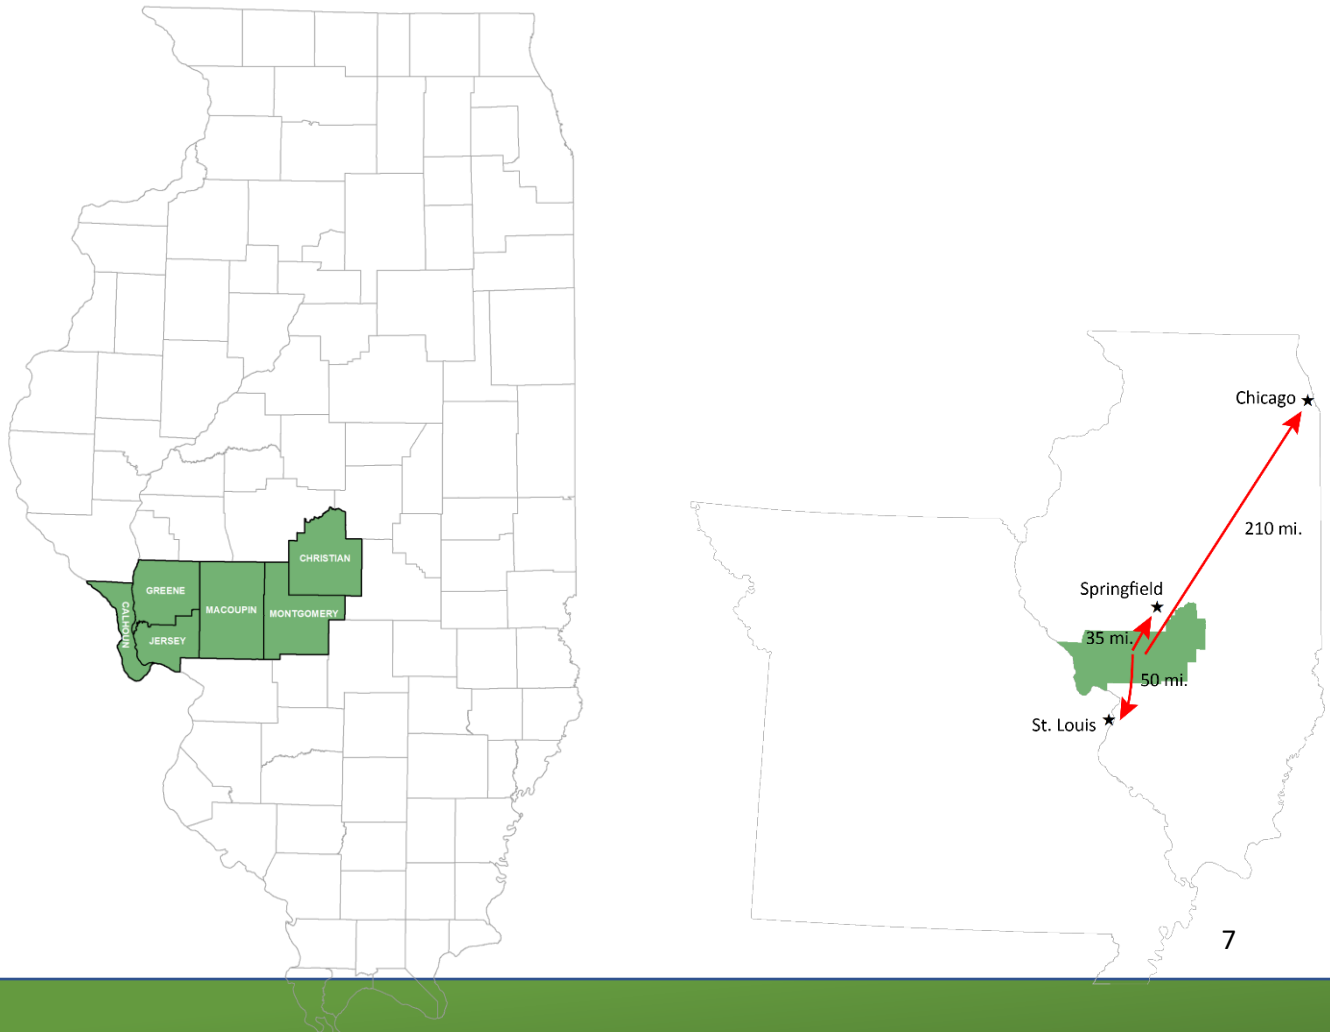 CHRISTIAN
GREENE
MACOUPIN
MONTGOMERY
CALHOUN
JERSEY
Chicago
210 mi.
Springfield
35 mi.
50 mi.
St. Louis
7